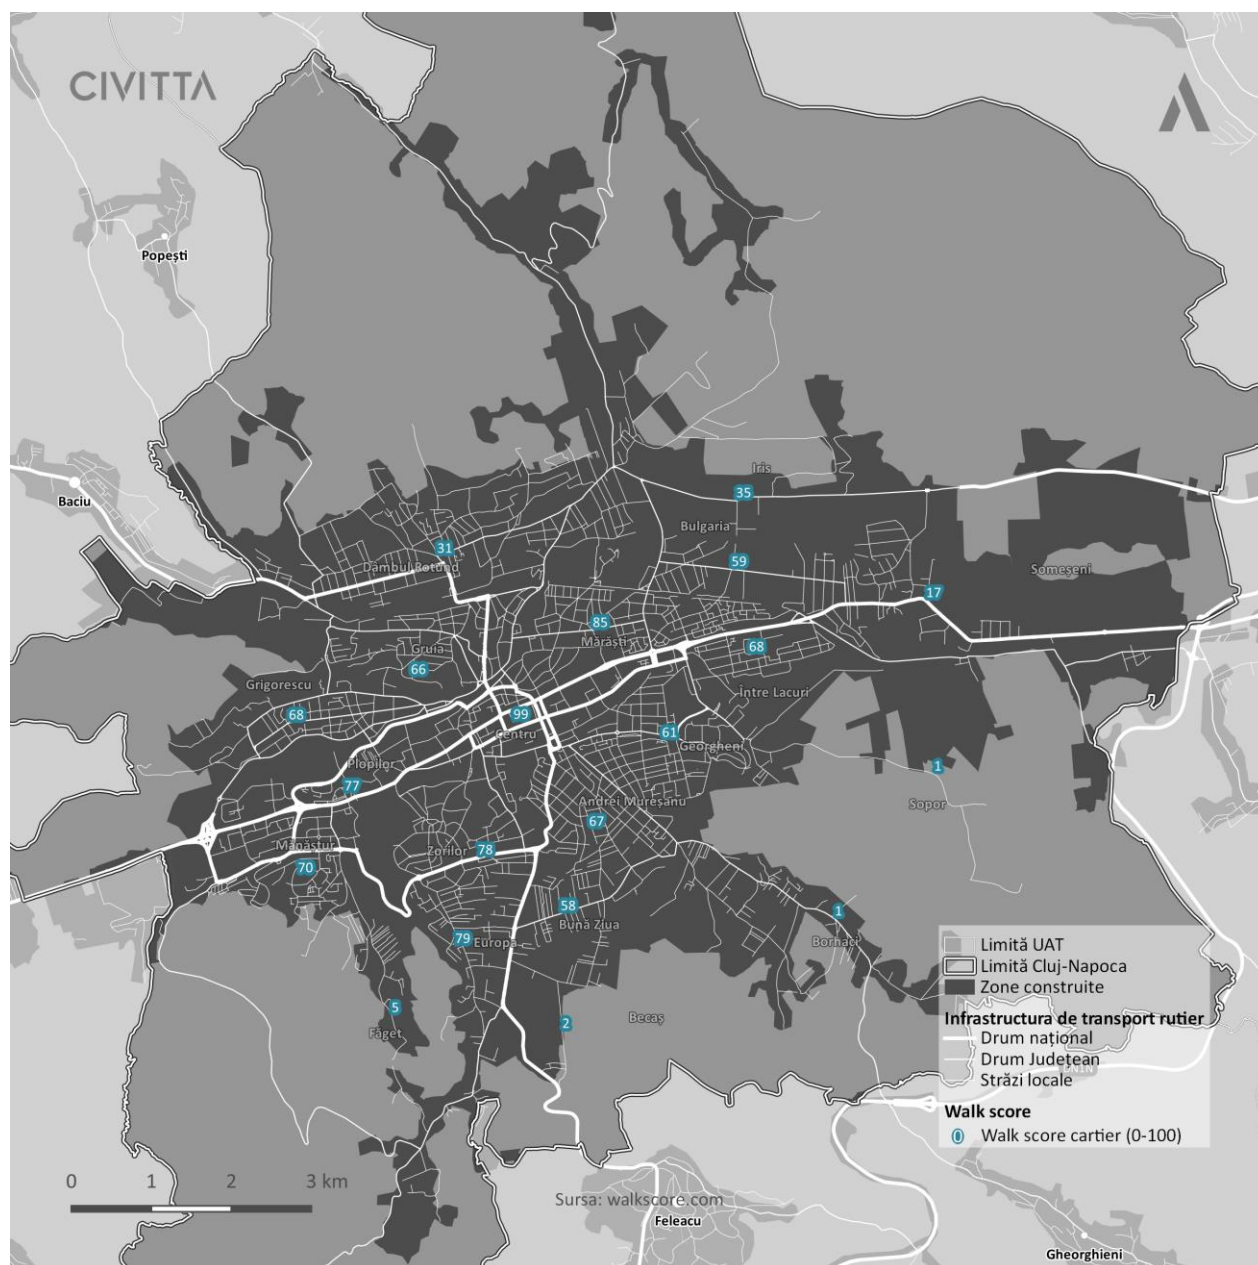 CIVITTA
Popești
Baciu
Iris
35
Bulgaria
31
Dâmbul Rotund
59
Someșeni
17
85
Mărăști
68
Gruia
66
Grigorescu
Între Lacuri
68
99
Centru
61
Georgheni
Plopilor
77
1
Sopor
Andrei Mureșanu
67
Mănăștur
70
Zorilor
78
58
Bună Ziua
79
Europa
1
Borhaci
5
Făget
2
Becaș
Limită UAT
Limită Cluj-Napoca
Zone construite
Infrastructura de transport rutier
Drum național
Drum Județean
DN1N
Străzi locale
Walk score
0
Walk score cartier (0-100)
0 1 2 3 km
Sursa: walkscore.com
Feleacu
Gheorghieni